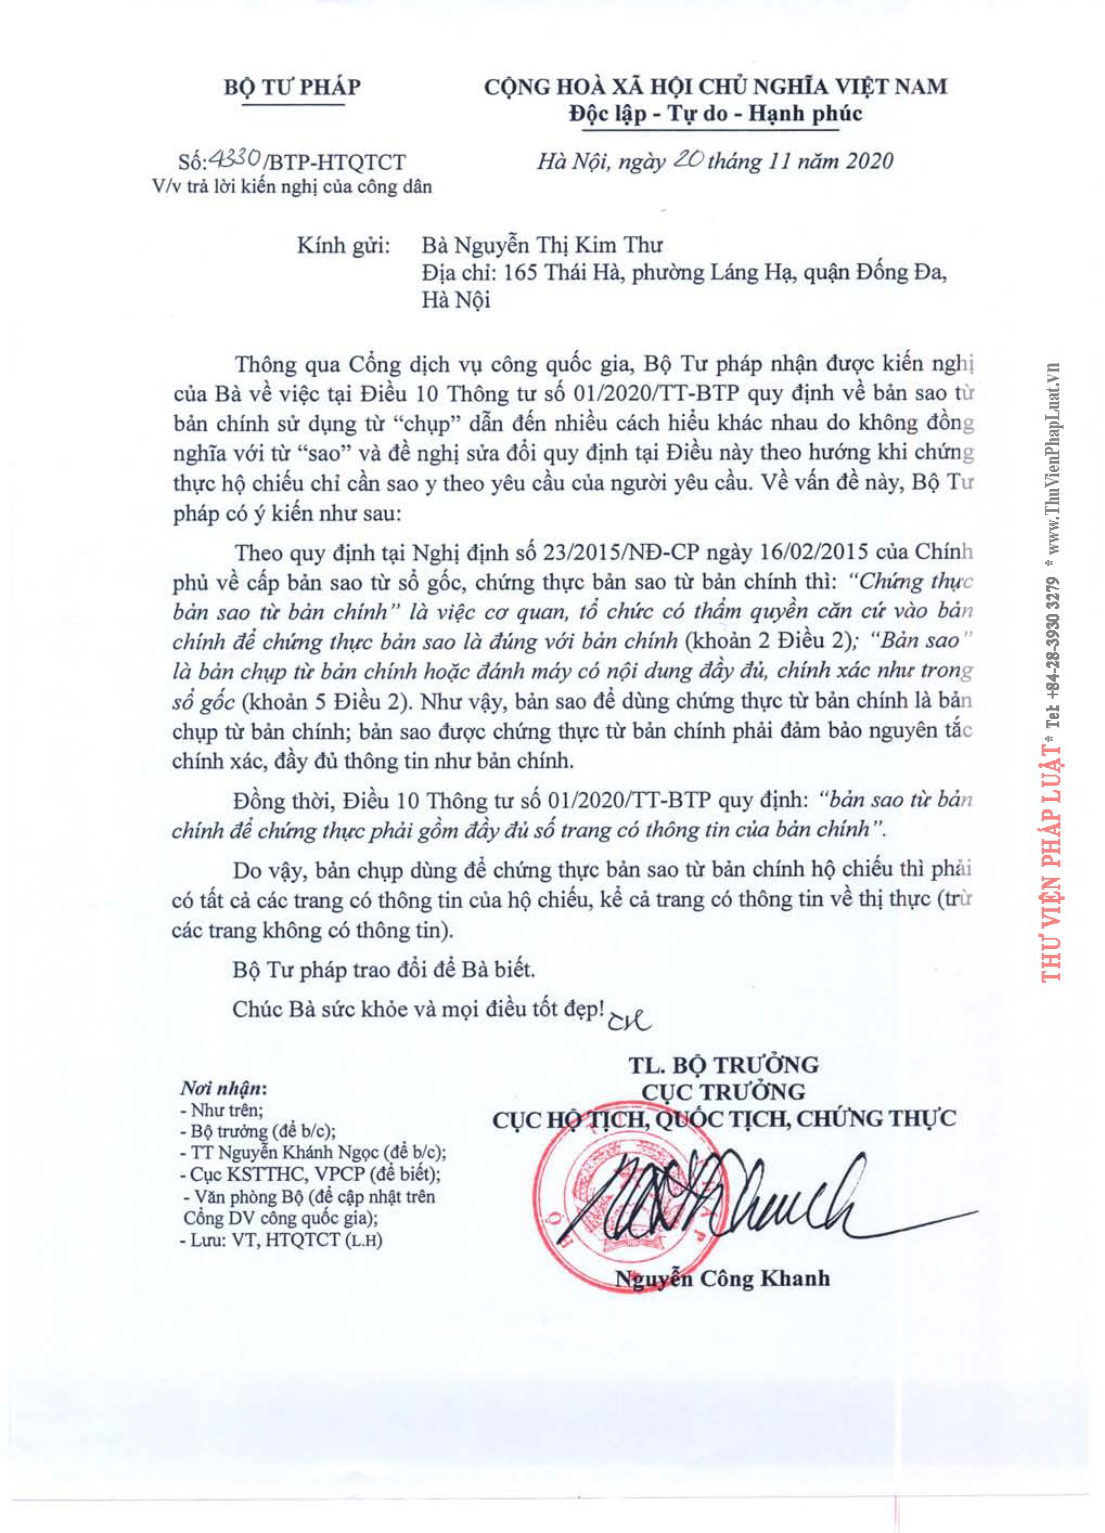 BỘ TƯ PHÁP
CỘNG HOÀ XÃ HỘI CHỦ NGHĨA VIỆT NAM
Độc lập - Tự do - Hạnh phúc
Số:4330/BTP-HTQTCT
V/v trả lời kiến nghị của công dân
Hà Nội, ngày 20 tháng 11 năm 2020
Kính gửi: Bà Nguyễn Thị Kim Thư
Địa chỉ: 165 Thái Hà, phường Láng Hạ, quận Đống Đa,
Hà Nội
Thông qua Cổng dịch vụ công quốc gia, Bộ Tư pháp nhận được kiến nghị
của Bà về việc tại Điều 10 Thông tư số 01/2020/TT-BTP quy định về bản sao từ
bản chính sử dụng từ “chụp” dẫn đến nhiều cách hiểu khác nhau do không đồng
nghĩa với từ “sao” và đề nghị sửa đổi quy định tại Điều này theo hướng khi chứng
thực hộ chiếu chỉ cần sao y theo yêu cầu của người yêu cầu. Về vấn đề này, Bộ Tư
pháp có ý kiến như sau:
Theo quy định tại Nghị định số 23/2015/NĐ-CP ngày 16/02/2015 của Chính
phủ về cấp bản sao từ sổ gốc, chứng thực bản sao từ bản chính thì: “Chứng thực
bản sao từ bản chính” là việc cơ quan, tổ chức có thẩm quyền căn cứ vào bản
chính để chứng thực bản sao là đúng với bản chính (khoản 2 Điều 2); “Bản sao”
là bản chụp từ bản chính hoặc đánh máy có nội dung đầy đủ, chính xác như trong
sổ gốc (khoản 5 Điều 2). Như vậy, bản sao để dùng chứng thực từ bản chính là bản
chụp từ bản chính; bản sao được chứng thực từ bản chính phải đảm bảo nguyên tắc
chính xác, đầy đủ thông tin như bản chính.
Đồng thời, Điều 10 Thông tư số 01/2020/TT-BTP quy định: “bản sao từ bản
chính để chứng thực phải gồm đầy đủ số trang có thông tin của bản chính”.
Do vậy, bản chụp dùng để chứng thực bản sao từ bản chính hộ chiếu thì phải
có tất cả các trang có thông tin của hộ chiếu, kể cả trang có thông tin về thị thực (trừ
các trang không có thông tin).
Bộ Tư pháp trao đổi để Bà biết.
Chúc Bà sức khỏe và mọi điều tốt đẹp!
Nơi nhận:
- Như trên;
- Bộ trưởng (để b/c);
- TT Nguyễn Khánh Ngọc (để b/c);
- Cục KSTTHC, VPCP (để biết);
- Văn phòng Bộ (để cập nhật trên
Cổng DV công quốc gia);
- Lưu: VT, HTQTCT (L.H)
TL. BỘ TRƯỞNG
CỤC TRƯỞNG
CỤC HỘ TỊCH, QUỐC TỊCH, CHỨNG THỰC
Nguyễn Công Khanh
THƯ VIỆN PHÁP LUẬT * Tel: +84-28-3930 3279 * www.ThuVienPhapLuat.vn